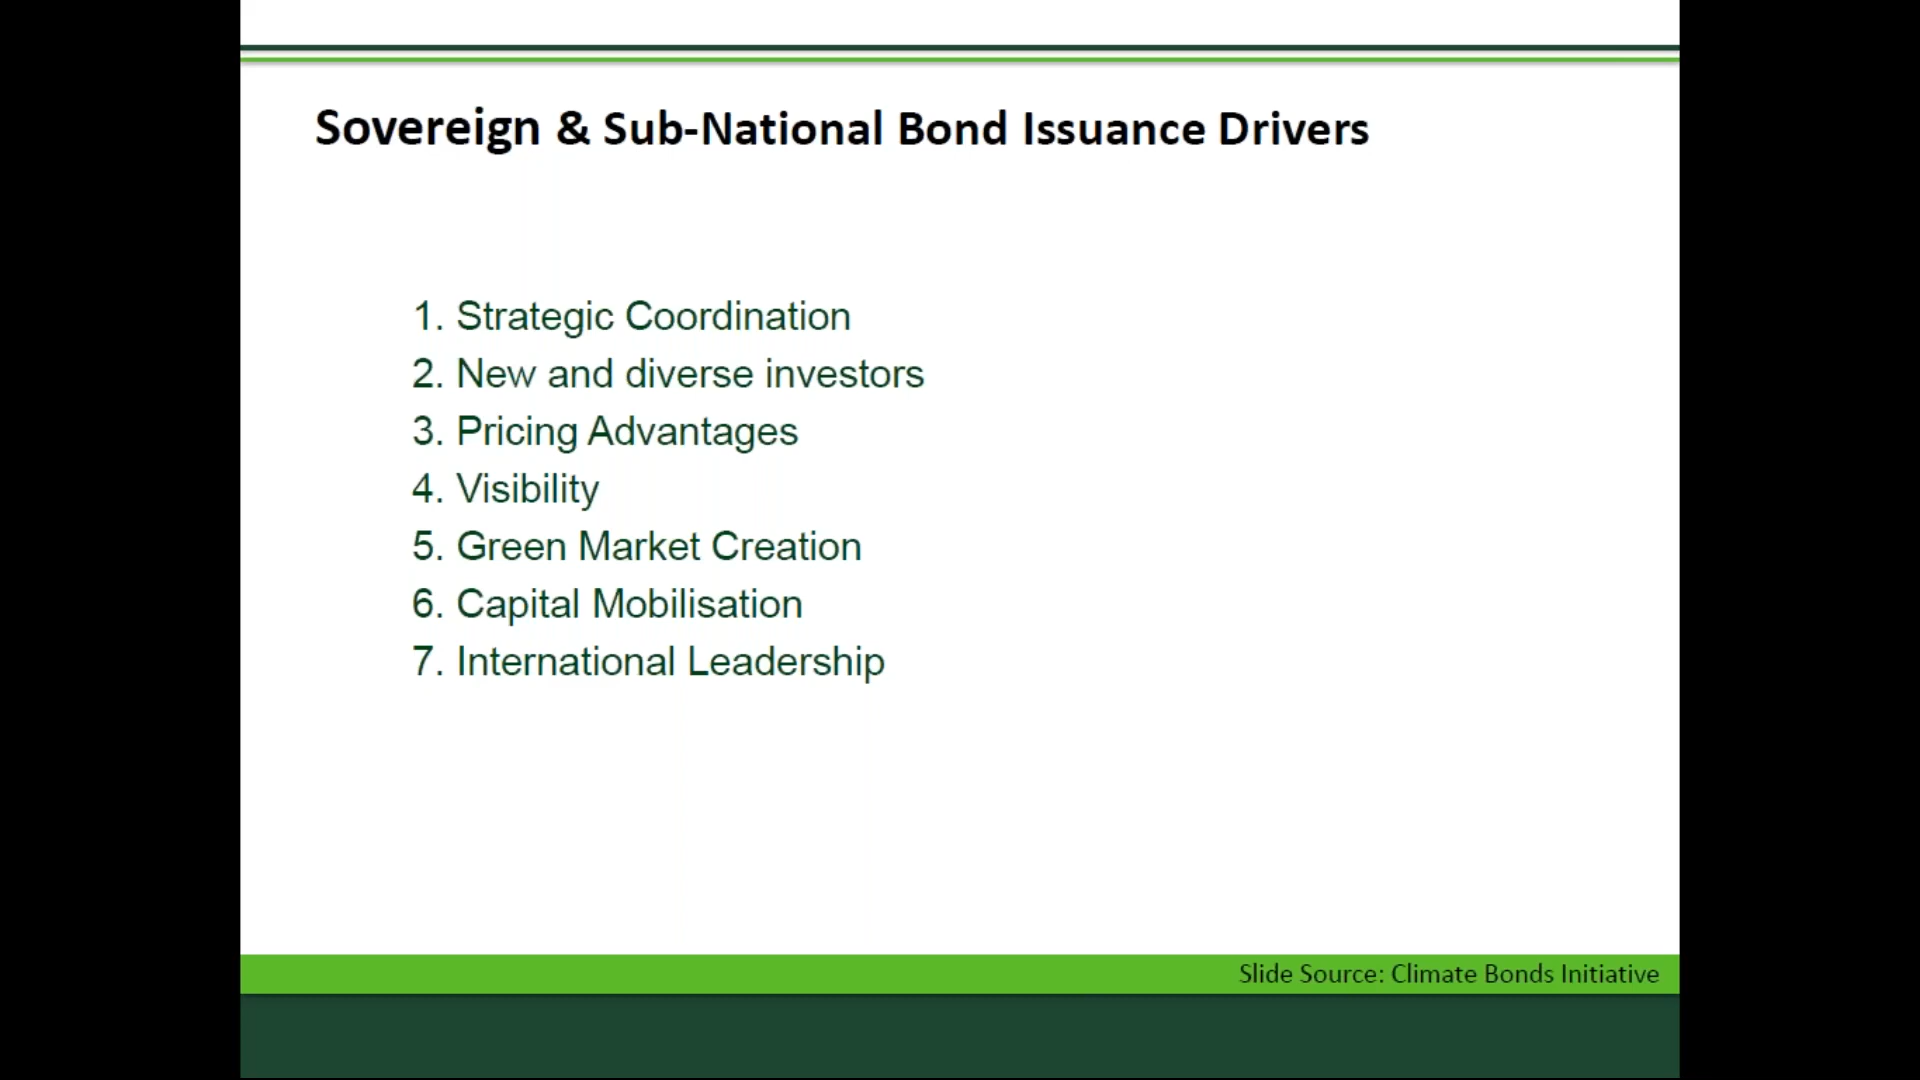 Sovereign & Sub-National Bond Issuance Drivers
1. Strategic Coordination
2. New and diverse investors
3. Pricing Advantages
4. Visibility
5. Green Market Creation
6. Capital Mobilisation
7. International Leadership
Slide Source: Climate Bonds Initiative